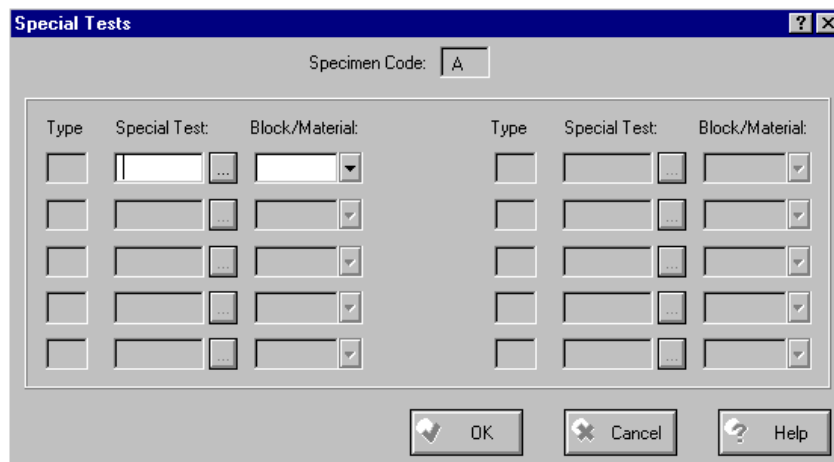 Special Tests
Specimen Code: A
Type Special Test: Block/Material: Type Special Test: Block/Material:
... ...
... ...
... ...
... ...
... ...
OK Cancel Help